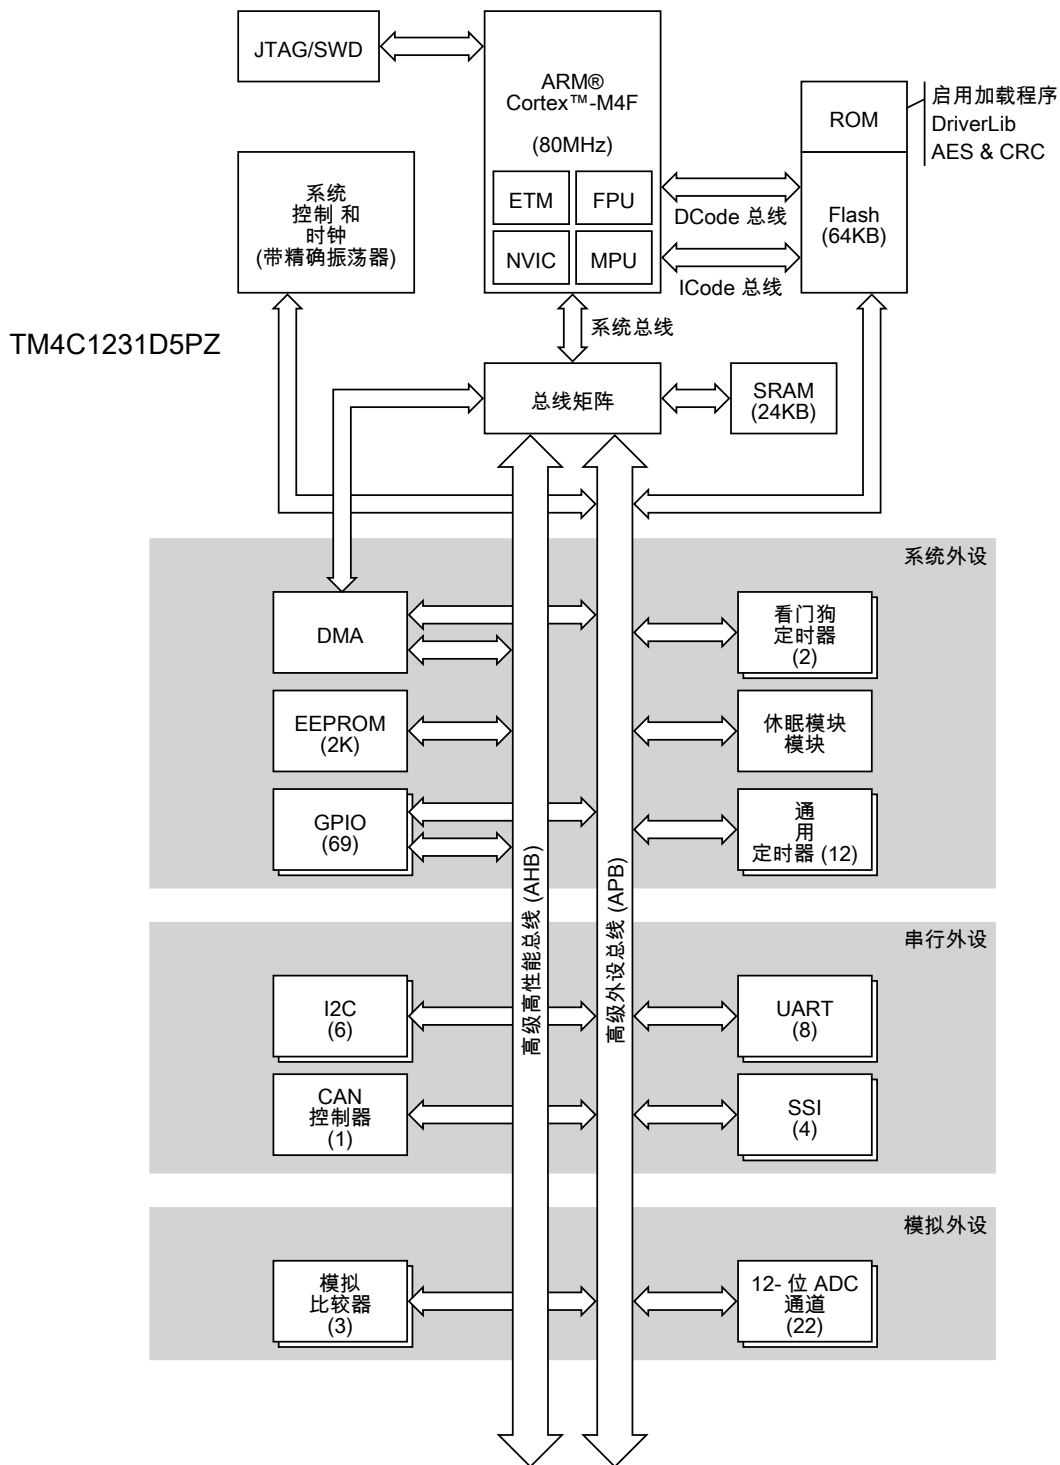 JTAG/SWD
ARM®
Cortex™-M4F
(80MHz)
ETM
FPU
NVIC
MPU
ROM
启用加载程序
DriverLib
AES & CRC
Flash
(64KB)
DCode 总线
ICode 总线
系统
控制 和
时钟
(带精确振荡器)
系统总线
TM4C1231D5PZ
总线矩阵
SRAM
(24KB)
系统外设
DMA
看门狗
定时器
(2)
EEPROM
(2K)
休眠模块
模块
GPIO
(69)
通
用
定时器 (12)
高级高性能总线 (AHB)
高级外设总线 (APB)
串行外设
I2C
(6)
UART
(8)
CAN
控制器
(1)
SSI
(4)
模拟外设
模拟
比较器
(3)
12- 位 ADC
通道
(22)